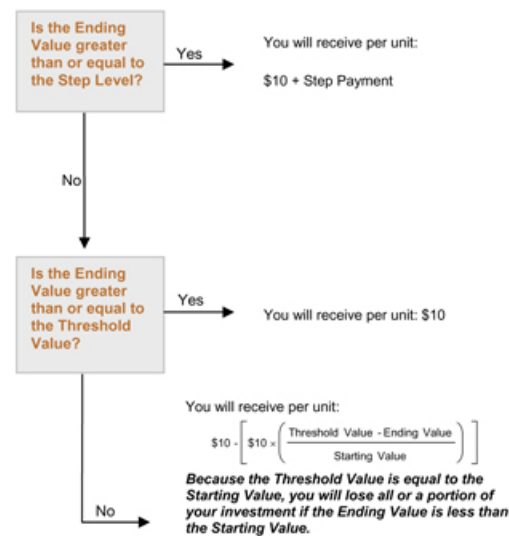 Is the Ending
Value greater
than or equal to
the Step Level?
Yes
You will receive per unit:
$10 + Step Payment
No
Is the Ending
Value greater
than or equal to
the Threshold
Value?
Yes
You will receive per unit: $10
You will receive per unit:
$10 - [ $10 × ( Threshold Value - Ending Value
Starting Value ) ]
Because the Threshold Value is equal to the
Starting Value, you will lose all or a portion of
your investment if the Ending Value is less than
the Starting Value.
No